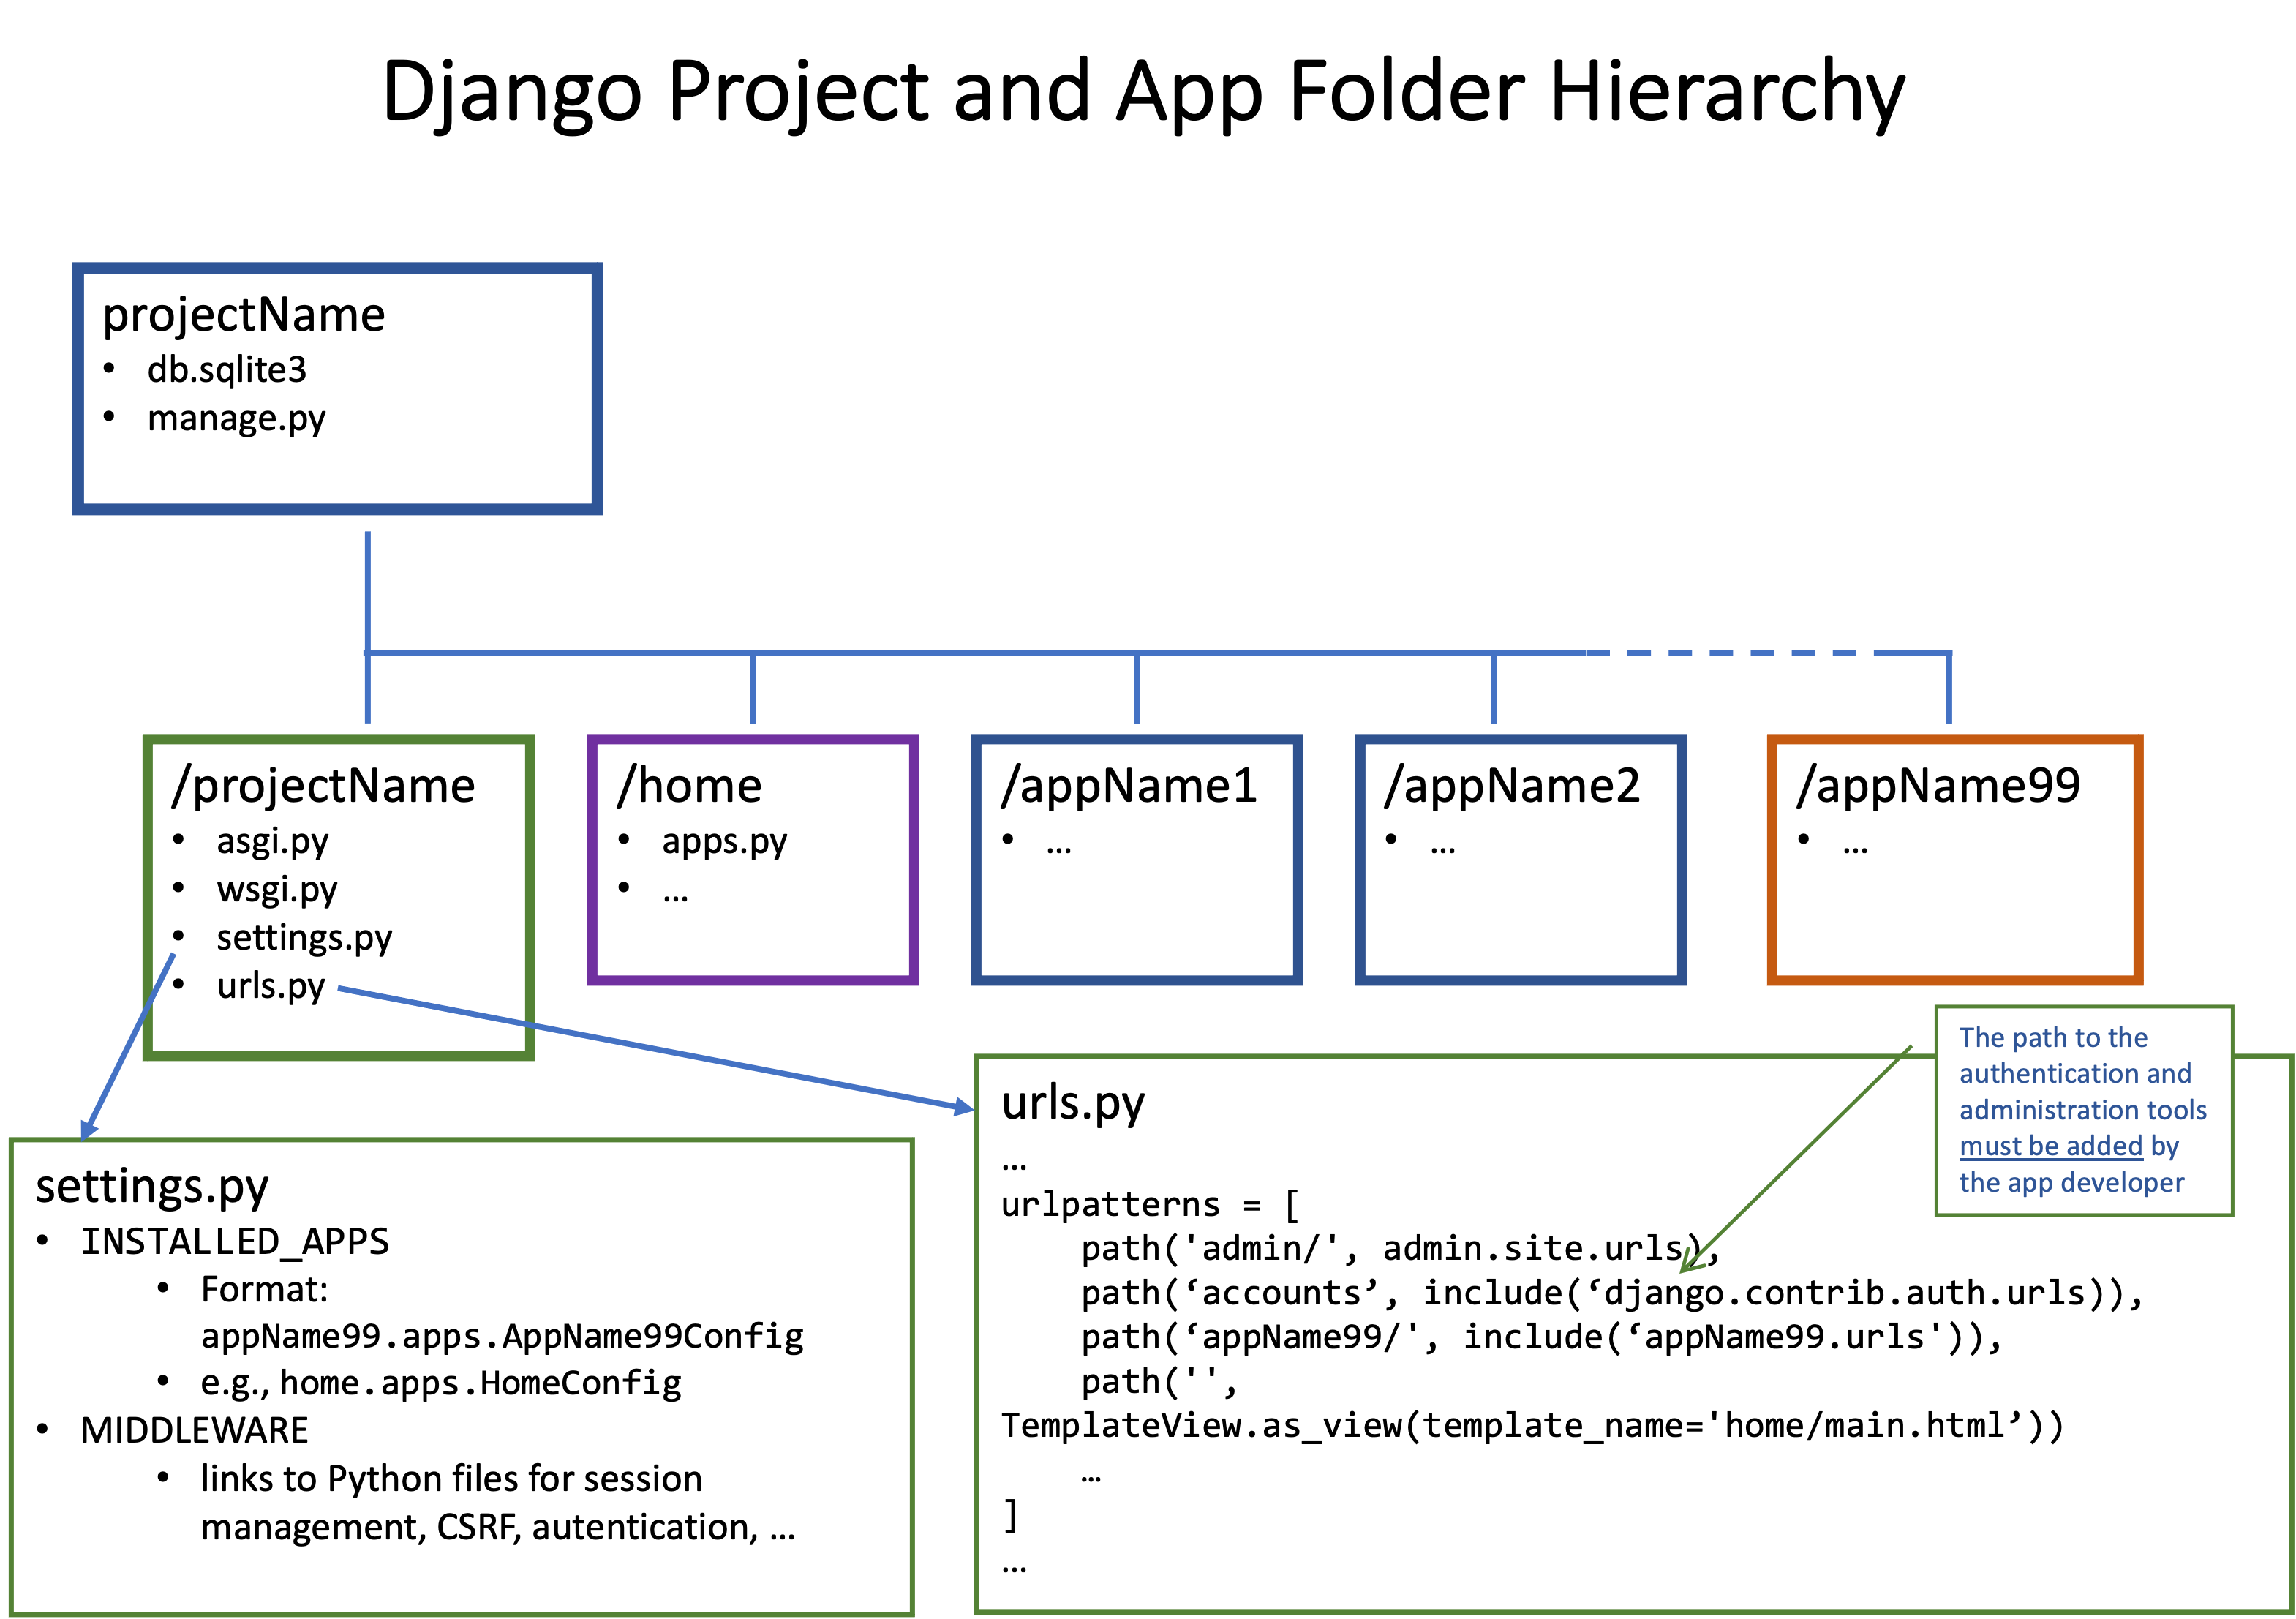 Django Project and App Folder Hierarchy
projectName
• db.sqlite3
• manage.py
/projectName
• asgi.py
• wsgi.py
• settings.py
• urls.py
/home
• apps.py
• ...
/appName1
• ...
/appName2
• ...
/appName99
• ...
settings.py
• INSTALLED_APPS
• Format:
appName99.apps.AppName99Config
• e.g., home.apps.HomeConfig
• MIDDLEWARE
• links to Python files for session
management, CSRF, autentication, ...
urls.py
...
urlpatterns = [
    path('admin/', admin.site.urls),
    path(‘accounts’, include(‘django.contrib.auth.urls)),
    path(‘appName99/', include(‘appName99.urls')),
    path('',
TemplateView.as_view(template_name='home/main.html’))
    ...
]
...
The path to the
authentication and
administration tools
must be added by
the app developer